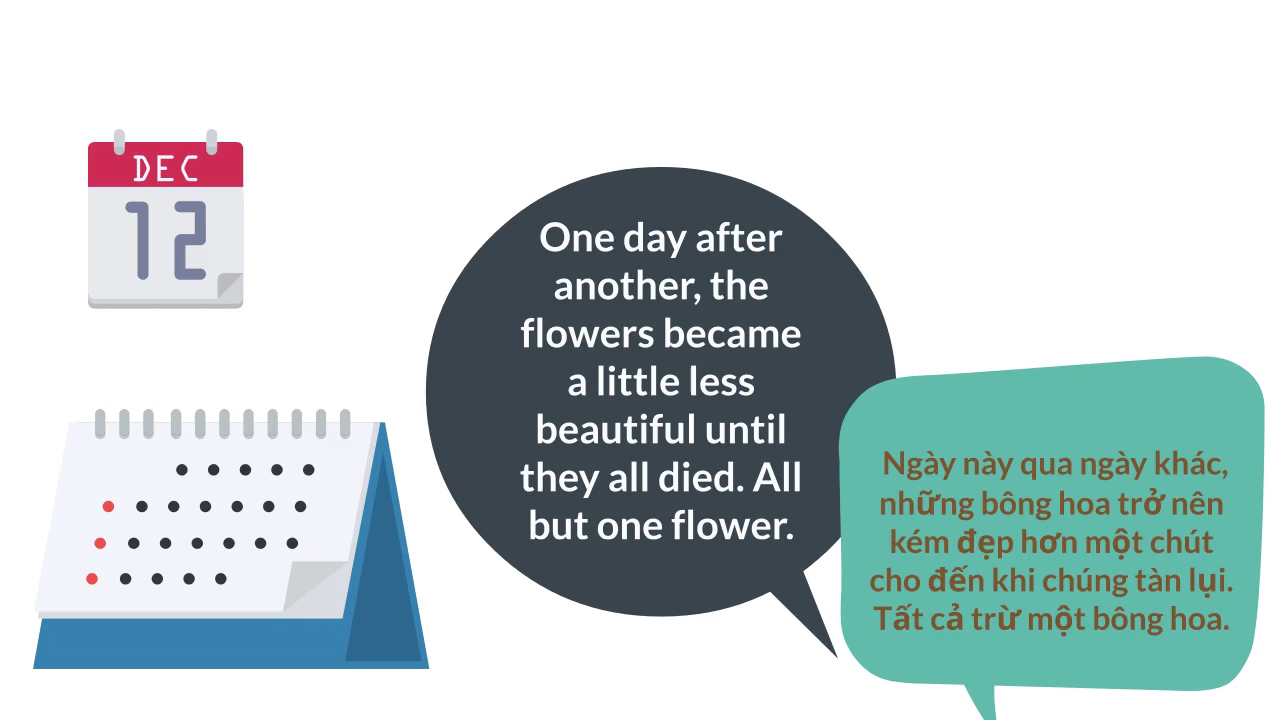 DEC
12
One day after
another, the
flowers became
a little less
beautiful until
they all died. All
but one flower.
Ngày này qua ngày khác,
những bông hoa trở nên
kém đẹp hơn một chút
cho đến khi chúng tàn lụi.
Tất cả trừ một bông hoa.